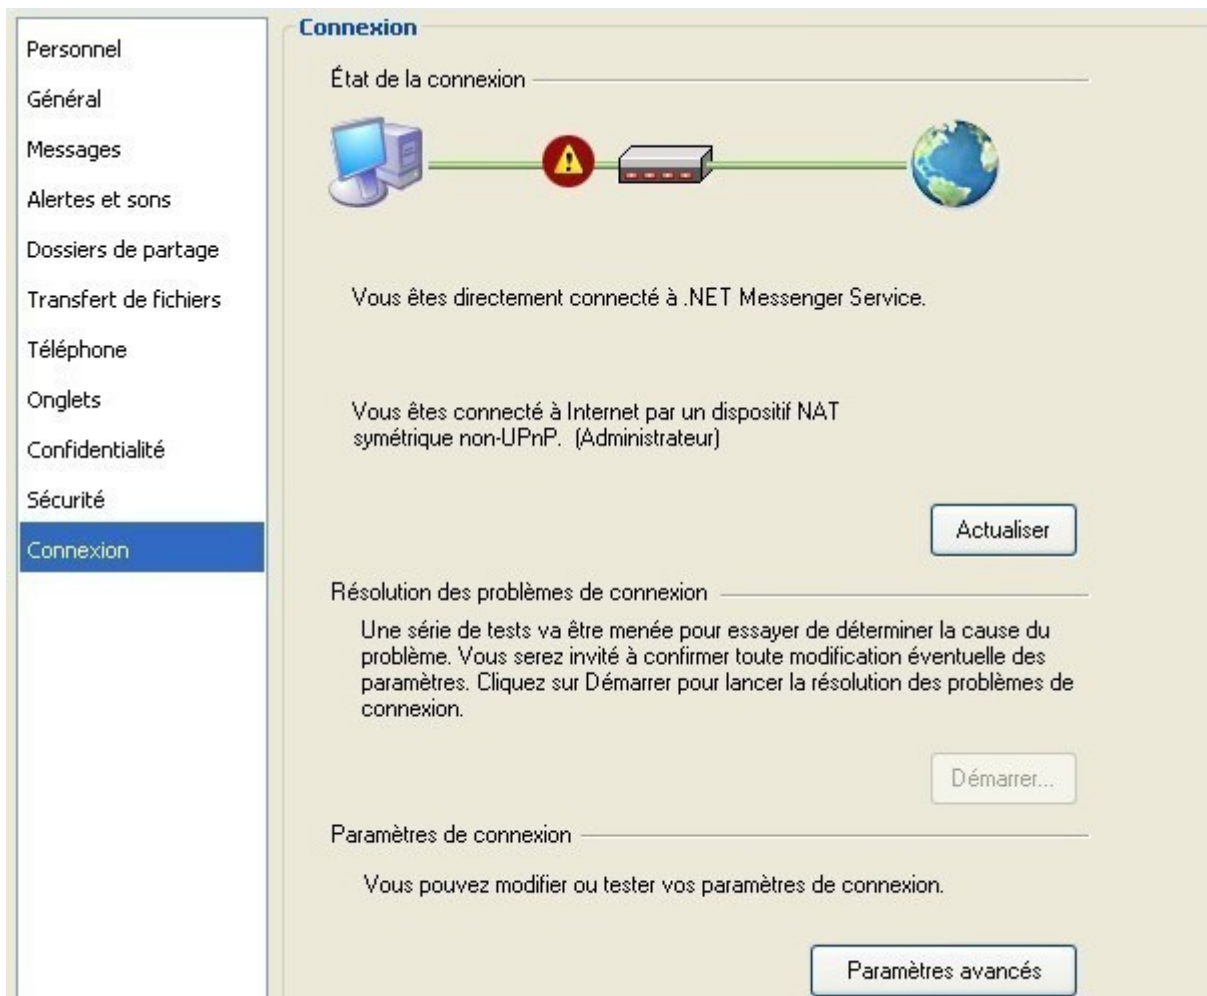 Personnel
Général
Messages
Alertes et sons
Dossiers de partage
Transfert de fichiers
Téléphone
Onglets
Confidentialité
Sécurité
Connexion
Connexion
État de la connexion
Vous êtes directement connecté à .NET Messenger Service.
Vous êtes connecté à Internet par un dispositif NAT
symétrique non-UPnP. (Administrateur)
Actualiser
Résolution des problèmes de connexion
Une série de tests va être menée pour essayer de déterminer la cause du
problème. Vous serez invité à confirmer toute modification éventuelle des
paramètres. Cliquez sur Démarrer pour lancer la résolution des problèmes de
connexion.
Démarrer...
Paramètres de connexion
Vous pouvez modifier ou tester vos paramètres de connexion.
Paramètres avancés